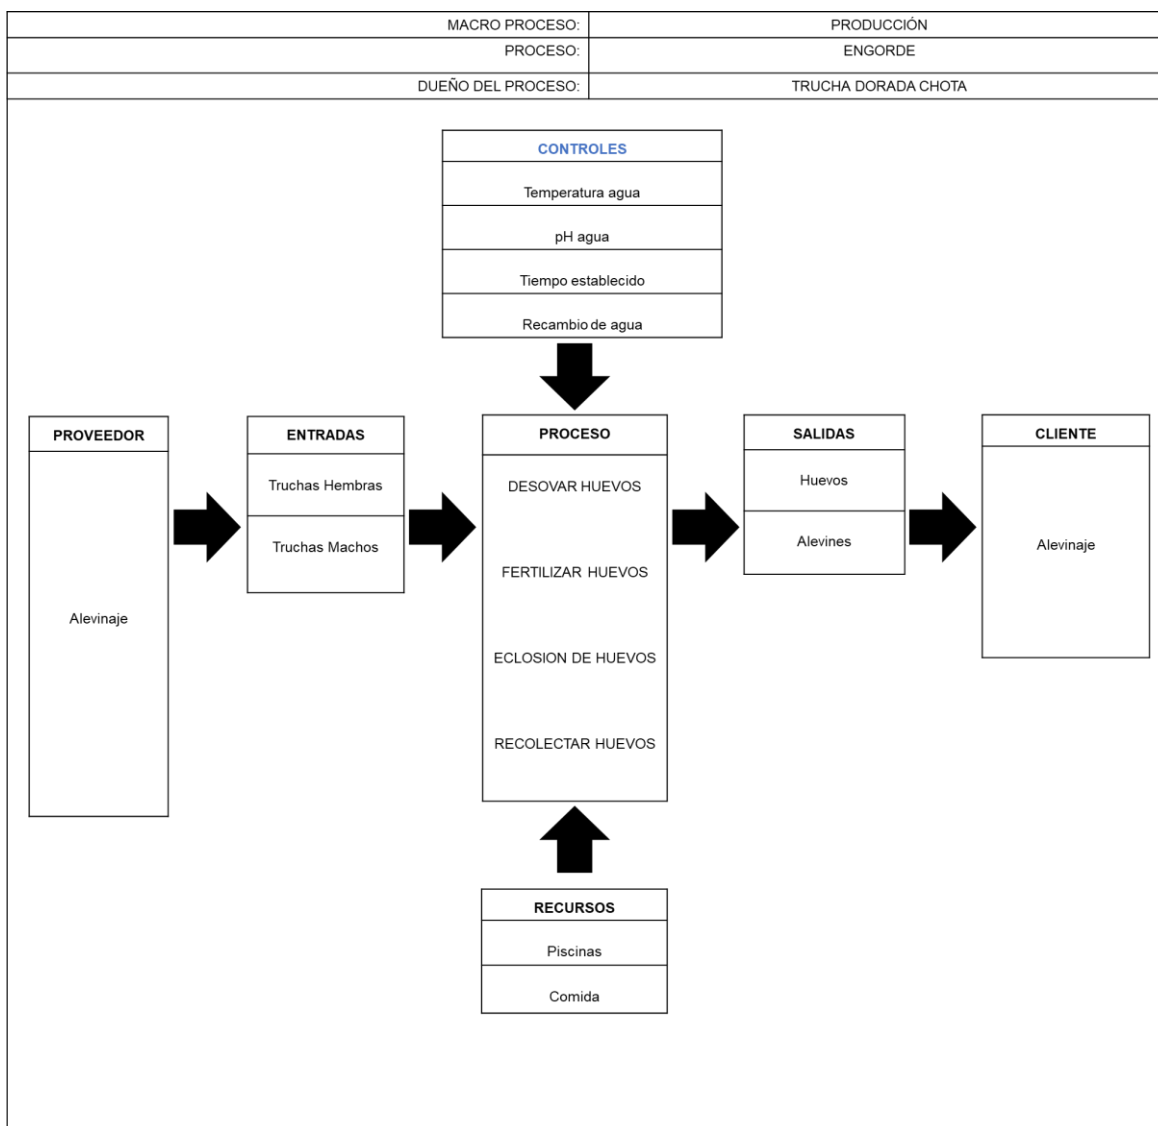 MACRO PROCESO: PRODUCCIÓN
PROCESO: ENGORDE
DUEÑO DEL PROCESO: TRUCHA DORADA CHOTA
CONTROLES
Temperatura agua
pH agua
Tiempo establecido
Recambio de agua
PROVEEDOR
Alevinaje
ENTRADAS
Truchas Hembras
Truchas Machos
PROCESO
DESOVAR HUEVOS
FERTILIZAR HUEVOS
ECLOSION DE HUEVOS
RECOLECTAR HUEVOS
SALIDAS
Huevos
Alevines
CLIENTE
Alevinaje
RECURSOS
Piscinas
Comida